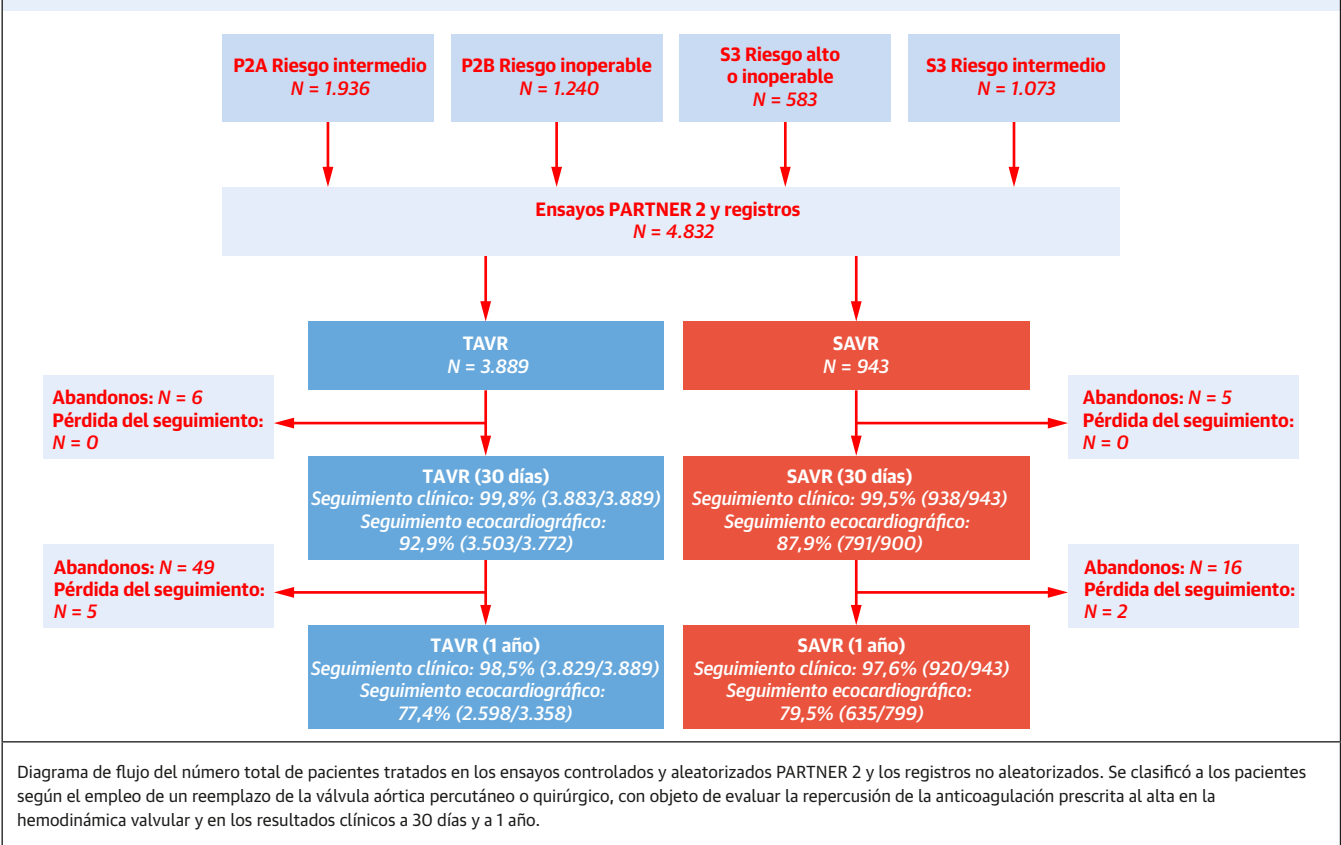 P2A Riesgo intermedio
N = 1.936
P2B Riesgo inoperable
N = 1.240
S3 Riesgo alto
o inoperable
N = 583
S3 Riesgo intermedio
N = 1.073
Ensayos PARTNER 2 y registros
N = 4.832
TAVR
N = 3.889
SAVR
N = 943
Abandonos: N = 6
Pérdida del seguimiento:
N = 0
Abandonos: N = 5
Pérdida del seguimiento:
N = 0
TAVR (30 días)
Seguimiento clínico: 99,8% (3.883/3.889)
Seguimiento ecocardiográfico:
92,9% (3.503/3.772)
SAVR (30 días)
Seguimiento clínico: 99,5% (938/943)
Seguimiento ecocardiográfico:
87,9% (791/900)
Abandonos: N = 49
Pérdida del seguimiento:
N = 5
Abandonos: N = 16
Pérdida del seguimiento:
N = 2
TAVR (1 año)
Seguimiento clínico: 98,5% (3.829/3.889)
Seguimiento ecocardiográfico:
77,4% (2.598/3.358)
SAVR (1 año)
Seguimiento clínico: 97,6% (920/943)
Seguimiento ecocardiográfico:
79,5% (635/799)
Diagrama de flujo del número total de pacientes tratados en los ensayos controlados y aleatorizados PARTNER 2 y los registros no aleatorizados. Se clasificó a los pacientes
según el empleo de un reemplazo de la válvula aórtica percutáneo o quirúrgico, con objeto de evaluar la repercusión de la anticoagulación prescrita al alta en la
hemodinámica valvular y en los resultados clínicos a 30 días y a 1 año.